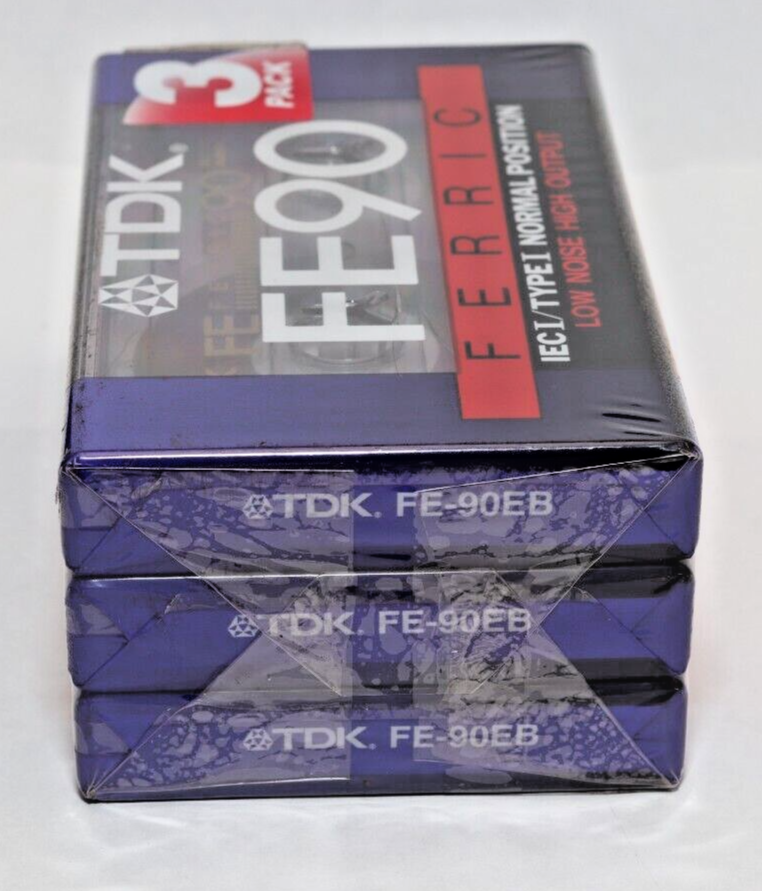 3
PACK
TDK.
FE90
FERRIC
IEC I/TYPE I NORMAL POSITION
LOW NOISE HIGH OUTPUT
TDK. FE-90EB
TDK. FE-90EB
TDK. FE-90EB